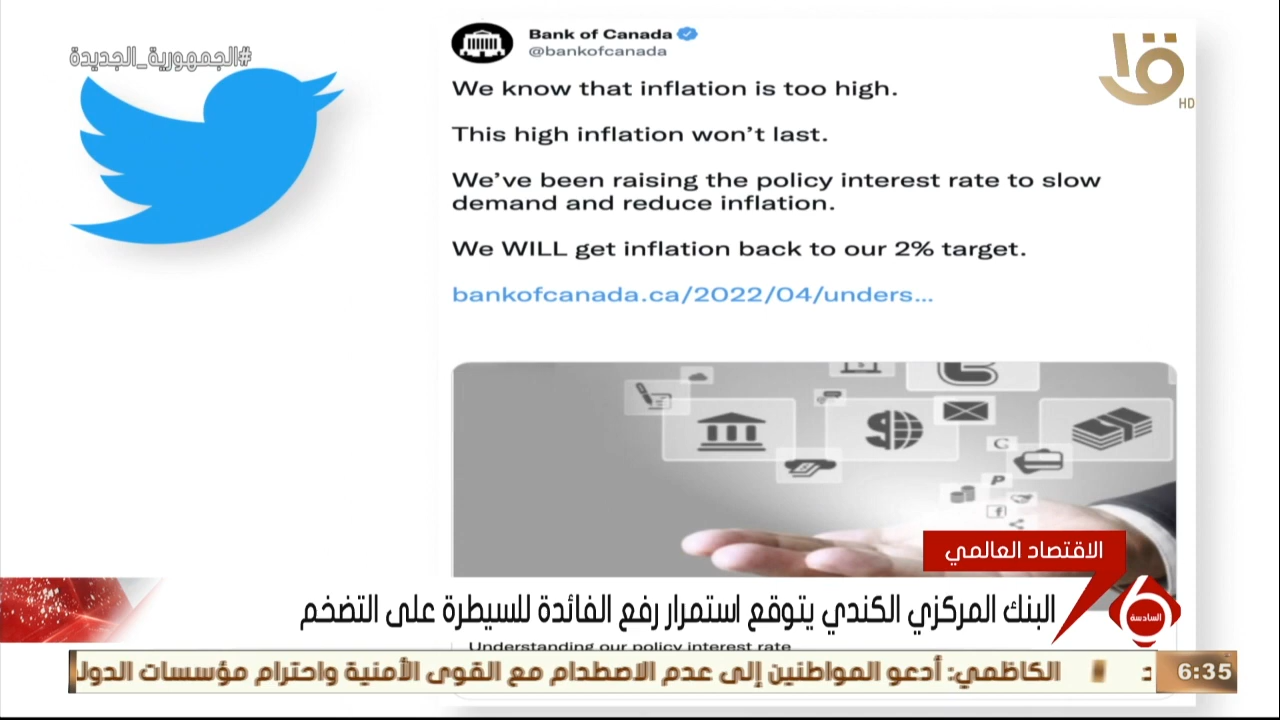 #الجمهورية_الجديدة
Bank of Canada
@bankofcanada
HD
We know that inflation is too high.
This high inflation won't last.
We've been raising the policy interest rate to slow
demand and reduce inflation.
We WILL get inflation back to our 2% target.
bankofcanada.ca/2022/04/unders...
الاقتصاد العالمي
البنك المركزي الكندي يتوقع استمرار رفع الفائدة للسيطرة على التضخم
السادسة
Understanding our policy interest rate
6:35
الكاظمي: أدعو المواطنين إلى عدم الاصطدام مع القوى الأمنية واحترام مؤسسات الدول